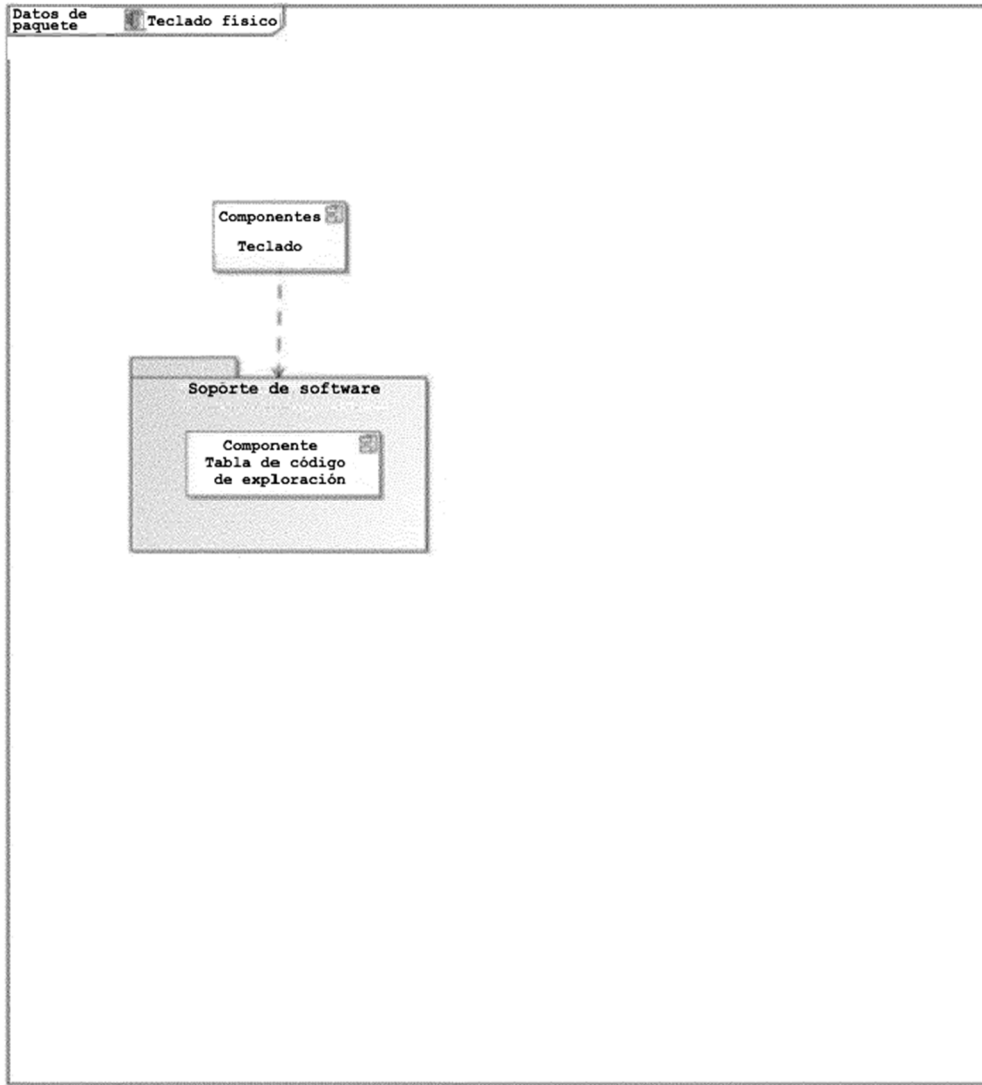 Datos de
paquete
Teclado físico
Componentes
Teclado
Soporte de software
Componente
Tabla de código
de exploración